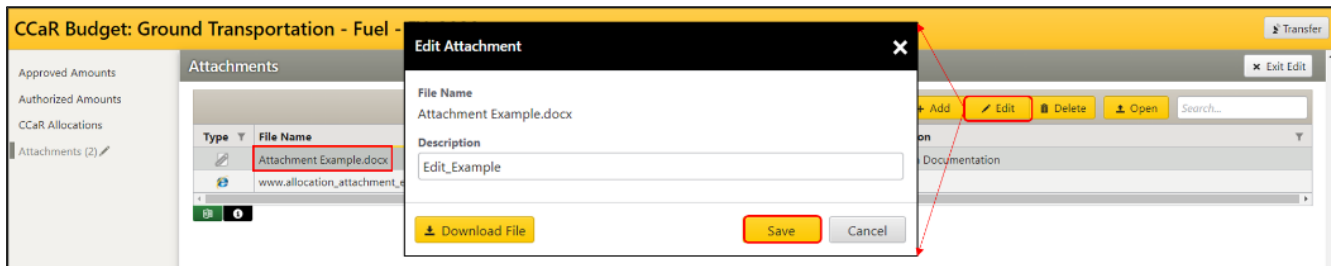 CCaR Budget: Ground Transportation - Fuel -
Transfer
Approved Amounts
Authorized Amounts
CCaR Allocations
Attachments (2)
Attachments
Exit Edit
Add
Edit
Delete
Open
Search...
Type
File Name
on
Attachment Example.docx
Documentation
www.allocation_attachment_e
Edit Attachment
File Name
Attachment Example.docx
Description
Edit_Example
Download File
Save
Cancel